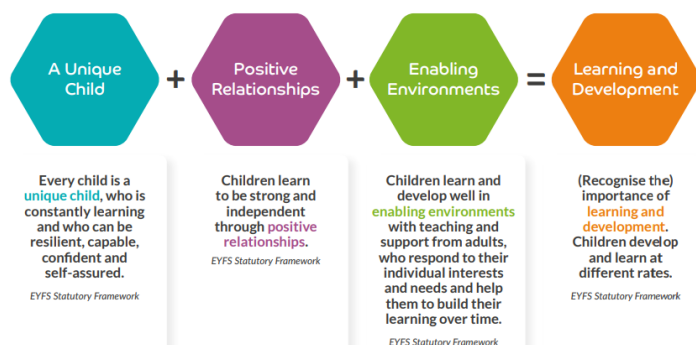 A Unique
Child
+
Positive
Relationships
+
Enabling
Environments
=
Learning and
Development
Every child is a
unique child, who is
constantly learning
and who can be
resilient, capable,
confident and
self-assured.
EYFS Statutory Framework
Children learn
to be strong and
independent
through positive
relationships.
EYFS Statutory Framework
Children learn and
develop well in
enabling environments
with teaching and
support from adults,
who respond to their
individual interests
and needs and help
them to build their
learning over time.
EYFS Statutory Framework
(Recognise the)
importance of
learning and
development.
Children develop
and learn at
different rates.
EYFS Statutory Framework